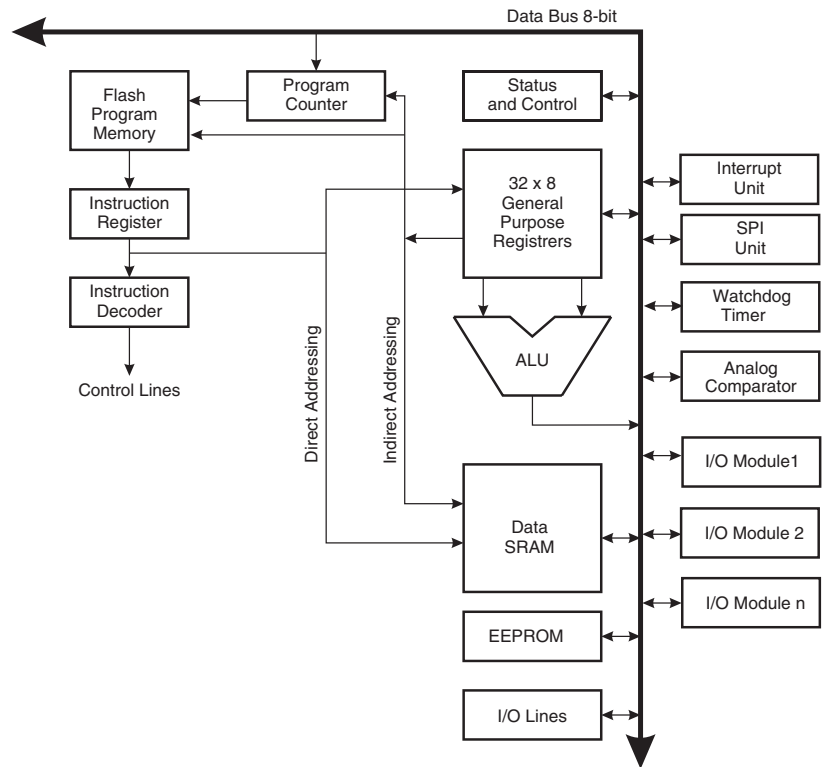 Data Bus 8-bit
Flash
Program
Memory
Program
Counter
Status
and Control
Instruction
Register
32 x 8
General
Purpose
Registrers
Interrupt
Unit
SPI
Unit
Instruction
Decoder
Watchdog
Timer
ALU
Analog
Comparator
Control Lines
Direct Addressing
Indirect Addressing
I/O Module1
Data
SRAM
I/O Module 2
I/O Module n
EEPROM
I/O Lines